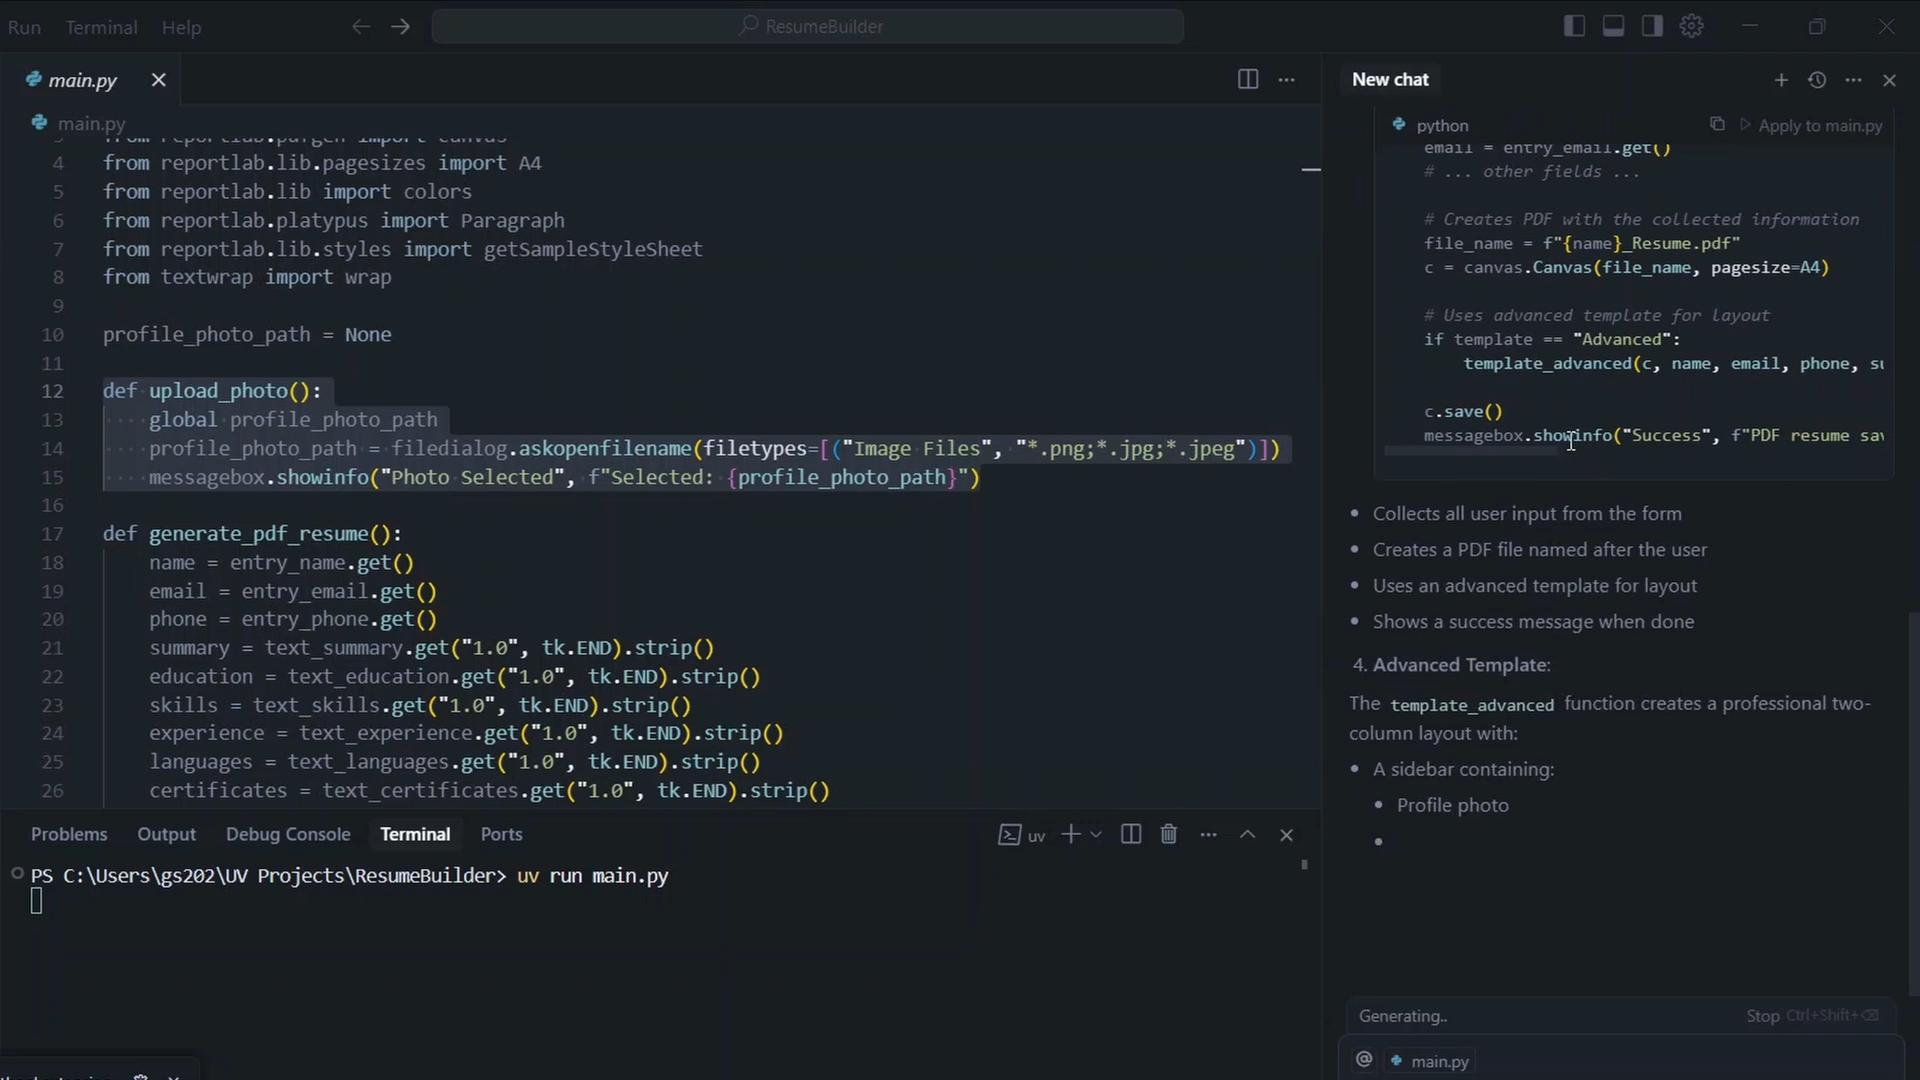 Run Terminal Help
ResumeBuilder
main.py
main.py
3 from reportlab.pdfgen import canvas
4 from reportlab.lib.pagesizes import A4
5 from reportlab.lib import colors
6 from reportlab.platypus import Paragraph
7 from reportlab.lib.styles import getSampleStyleSheet
8 from textwrap import wrap
9
10 profile_photo_path = None
11
12 def upload_photo():
13 global profile_photo_path
14 profile_photo_path = filedialog.askopenfilename(filetypes=[("Image Files", "*.png;*.jpg;*.jpeg")])
15 messagebox.showinfo("Photo Selected", f"Selected: {profile_photo_path}")
16
17 def generate_pdf_resume():
18 name = entry_name.get()
19 email = entry_email.get()
20 phone = entry_phone.get()
21 summary = text_summary.get("1.0", tk.END).strip()
22 education = text_education.get("1.0", tk.END).strip()
23 skills = text_skills.get("1.0", tk.END).strip()
24 experience = text_experience.get("1.0", tk.END).strip()
25 languages = text_languages.get("1.0", tk.END).strip()
26 certificates = text_certificates.get("1.0", tk.END).strip()
Problems Output Debug Console Terminal Ports
uv
PS C:\Users\gs202\UV Projects\ResumeBuilder> uv run main.py
New chat
python
Apply to main.py
email = entry_email.get()
# ... other fields ...
# Creates PDF with the collected information
file_name = f"{name}_Resume.pdf"
c = canvas.Canvas(file_name, pagesize=A4)
# Uses advanced template for layout
if template == "Advanced":
template_advanced(c, name, email, phone, su
c.save()
messagebox.showinfo("Success", f"PDF resume sav
• Collects all user input from the form
• Creates a PDF file named after the user
• Uses an advanced template for layout
• Shows a success message when done
4. Advanced Template:
The template_advanced function creates a professional two-
column layout with:
• A sidebar containing:
• Profile photo
•
Generating..
Stop Ctrl+Shift+⌫
@ main.py